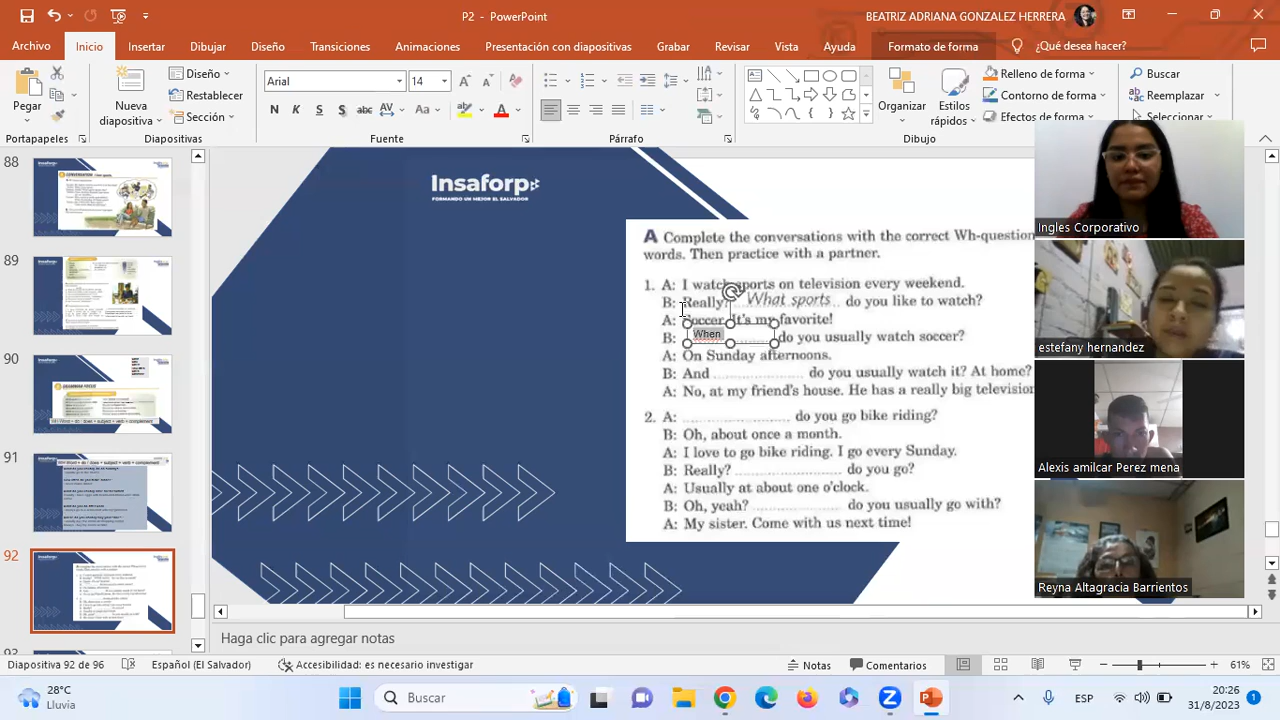 P2 - PowerPoint
BEATRIZ ADRIANA GONZALEZ HERRERA
Archivo Inicio Insertar Dibujar Diseño Transiciones Animaciones Presentación con diapositivas Grabar Revisar Vista Ayuda Formato de forma ¿Qué desea hacer?
Pegar
Nueva diapositiva
Diseño
Restablecer
Sección
Arial 14
N K S S abc AV Aa A
Organizar
Estilos rápidos
Relleno de forma
Contorno de forma
Efectos de forma
Buscar
Reemplazar
Seleccionar
Portapapeles Diapositivas Fuente Párrafo Dibujo
88
89
90
91
92
Insaforp
FORMANDO UN MEJOR EL SALVADOR
A Complete the conversations with the correct Wh-question
words. Then practice with a partner.
1. A: I watch sports on television every weekend.
B: Really? What sports do you like to watch?
A: Soccer. It's my favorite!
B: When do you usually watch soccer?
A: On Sunday afternoons.
B: And do you usually watch it? At home?
A: No, at my friend's house. He has a really big television
2. A: do you go bike riding?
B: Oh, about once a month.
A: I love to go bike riding. I go every Sunday.
B: Really? do you go?
A: Usually at about one o'clock.
B: Oh, yeah? do you usually go with?
A: My sister. Come with us next time!
Ingles Corporativo
estefany hernandez
Alexis amilcar Perez mena
Reyna Altagracia Barrientos
Haga clic para agregar notas
Diapositiva 92 de 96 Español (El Salvador) Accesibilidad: es necesario investigar Notas Comentarios 61%
28°C
Lluvia
Buscar
ESP
20:26
31/8/2023
1